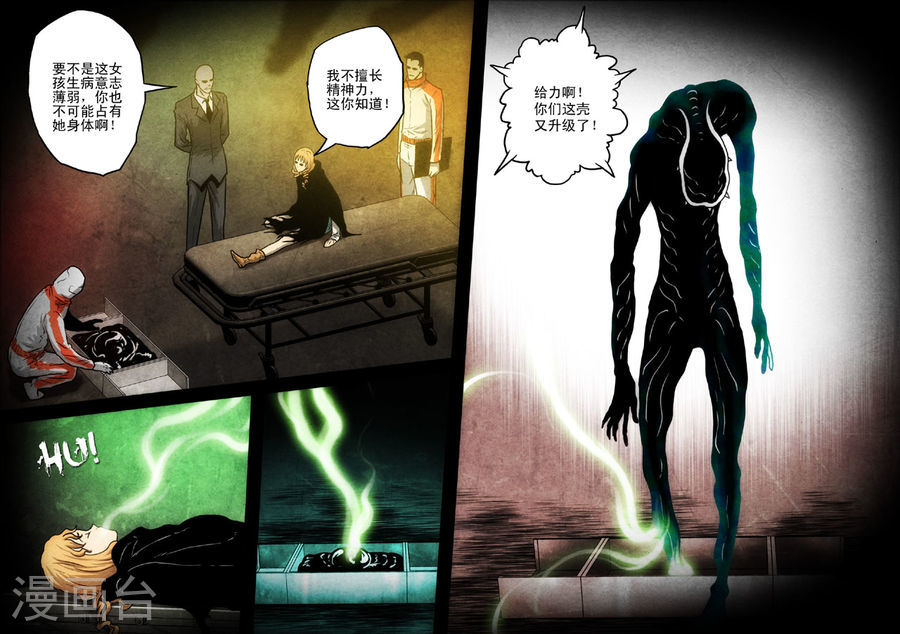 要不是这女
孩生病意志
薄弱，你也
不可能占有
她身体啊！
我不擅长
精神力，
这你知道！
给力啊！
你们这壳
又升级了！
HU!
漫画台